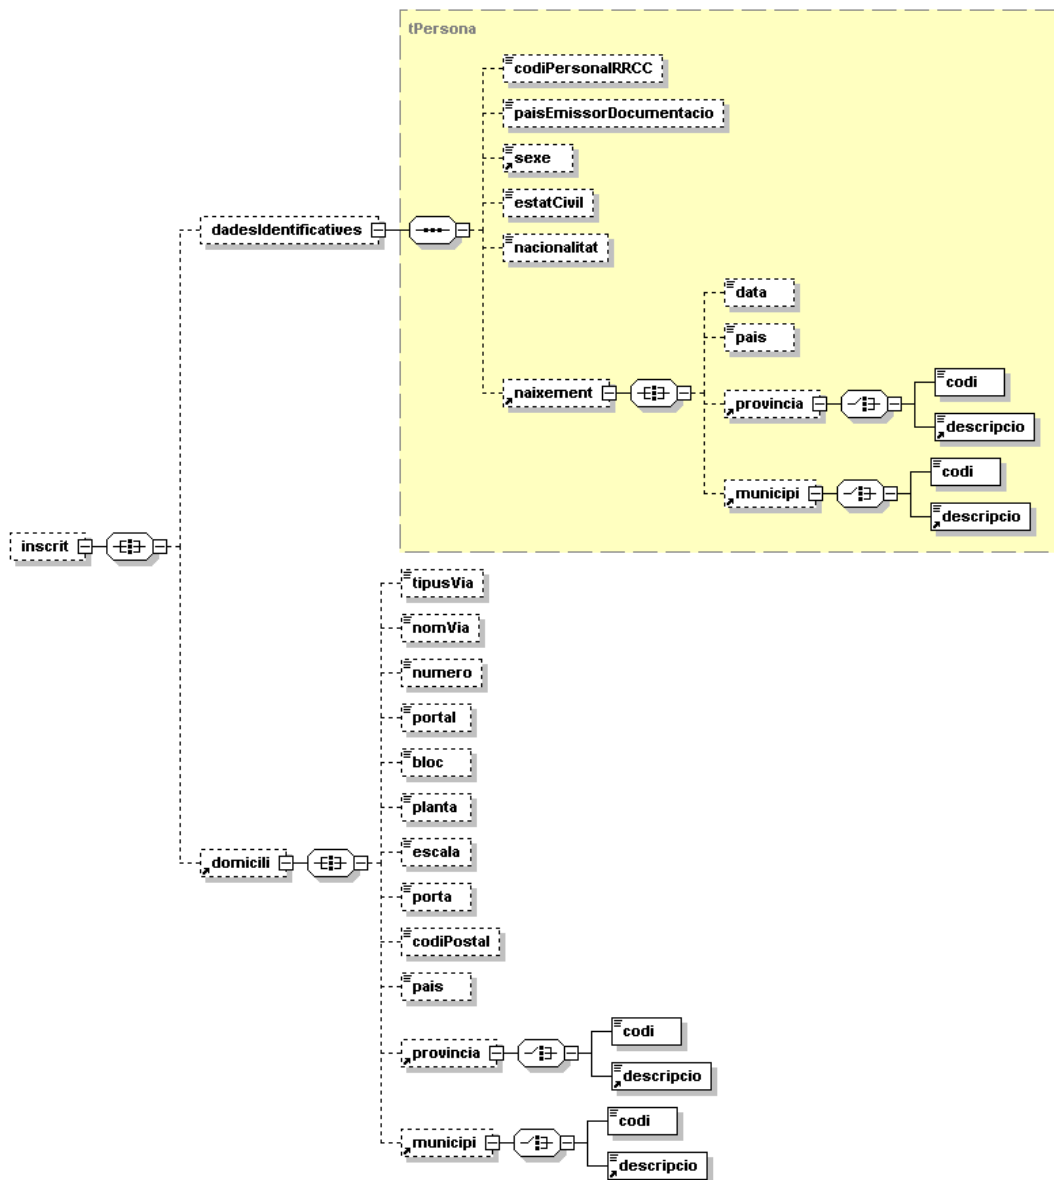 tPersona
codiPersonalRRCC
paisEmissorDocumentacio
sexe
estatCivil
nacionalitat
dadesIdentificatives
data
pais
naixement
provincia
codi
descripcio
municipi
codi
descripcio
inscrit
tipusVia
nomVia
numero
portal
bloc
planta
escala
domicili
porta
codiPostal
pais
provincia
codi
descripcio
municipi
codi
descripcio